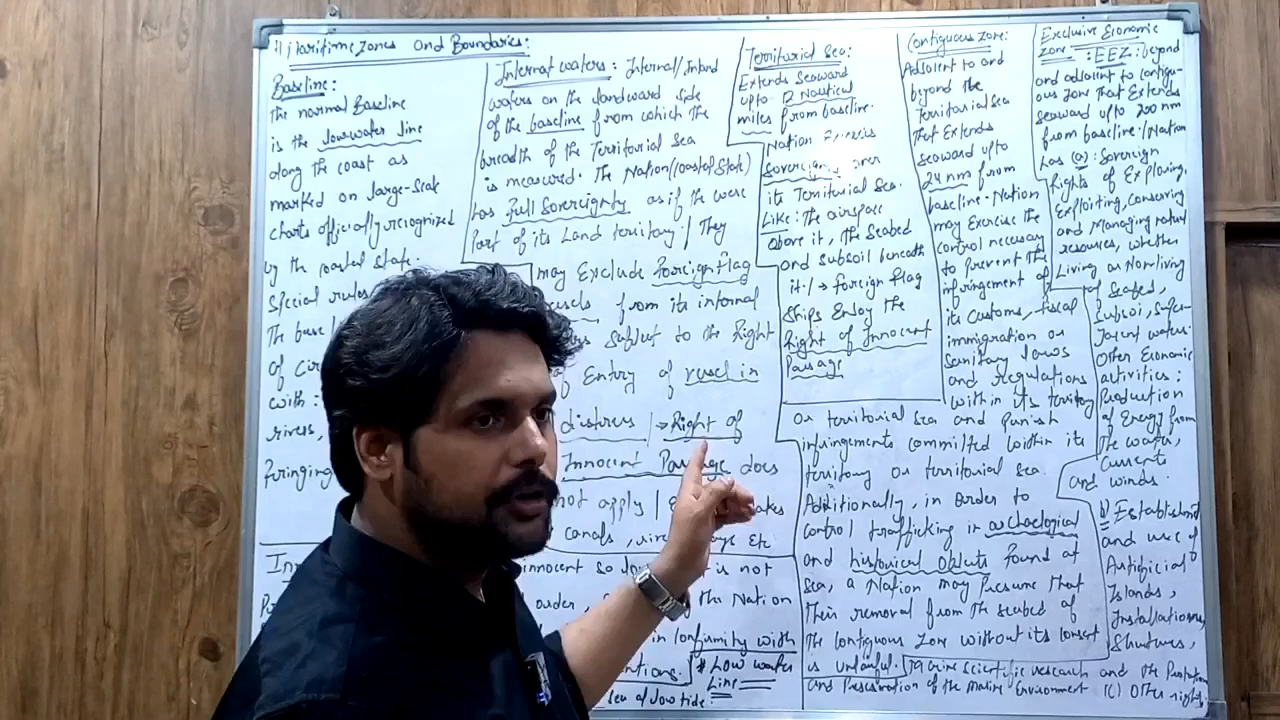 Maritime Zones and Boundaries:
Baseline:
The normal Baseline
is the low water line
along the coast as
marked on large-scale
charts officially recognized
by the coastal state.
Special rules
The base
of
with:
rivers,
fringing
Internal waters: Internal/Inland
waters on the landward side
of the baseline from which the
breadth of the Territorial Sea
is measured. The Nation/(coastal state)
has Full Sovereignty as if the were
Part of its Land territory / They
may Exclude Foreign Flag
vessels from its internal
subject to the Right
of Entry of vessel in
distress / → Right of
Innocent Passage does
not apply /
canals, Etc
innocent so is not
order, the Nation
in Confirmity with
* Low water
Line
sea of low tide:
Territorial Sea:
Extends Seaward
upto 12 Nautical
miles from baseline.
Nation
Sovereign over
its Territorial Sea.
Like: The airspace
above it, the Seabed
and subsoil beneath
it: / → Foreign flag
Ships Enjoy the
Right of Innocent
Passage
Contiguous Zone:
Adjacent to and
beyond the
Territorial Sea
That Extends
seaward upto
24 nm from
baseline. Nation
may Exercise the
control necessary
to prevent the
infringement of
its customs, fiscal
immigration or
Sanitary laws
and regulations
within its territory
or territorial sea and Punish
infringements committed within its
territory or territorial sea.
Additionally, in order to
control trafficking in archaelogical
and historical objects found at
sea, a Nation may Presume that
Their removal from the seabed of
The Contiguous Zone without its consent
is unlawful.
Exclusive Economic
Zone :EEZ: beyond
and adjacent to contigu-
ous zone That Extends
seaward upto 200 nm
from baseline: / Nation
has (a): Sovereign
Rights of Exploring,
Exploiting, Conserving
and Managing natural
resources, whether
Living or Nonliving
of Seabed,
Subsoi,
jacent waters.
Other Economic
activities:
Production
of Energy from
The water,
Currents
and winds.
b) Establishment
and use of
Artificial
Islands,
Installations,
Structures,
Marine Scientific research and the Protection
and Preservation of the Marine Environment (c) Other rights